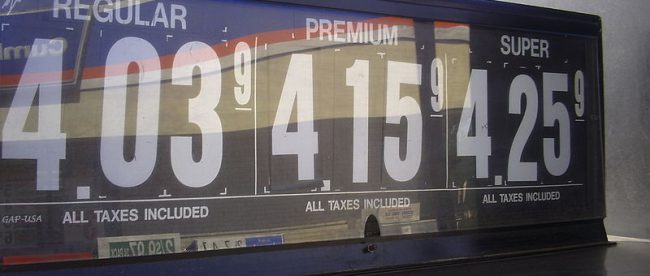 REGULAR
4.03 9
ALL TAXES INCLUDED
PREMIUM
4.15 9
ALL TAXES INCLUDED
SUPER
4.25 9
ALL TAXES INCLUDED
GAP-USA